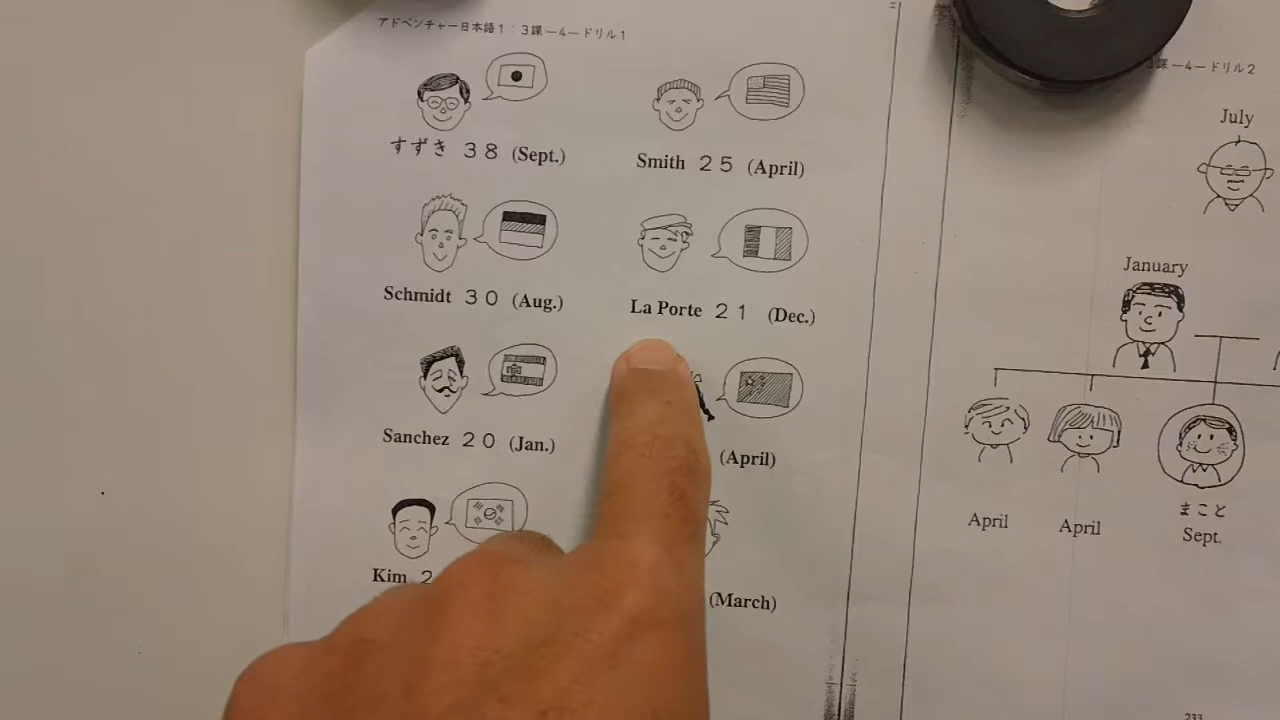 アドベンチャー日本語１：３課－４－ドリル１
すずき ３８ (Sept.)
Smith ２５ (April)
Schmidt ３０ (Aug.)
La Porte ２１ (Dec.)
Sanchez ２０ (Jan.)
(April)
Kim ２
(March)
課－４－ドリル２
July
January
April
April
まこと
Sept.
233